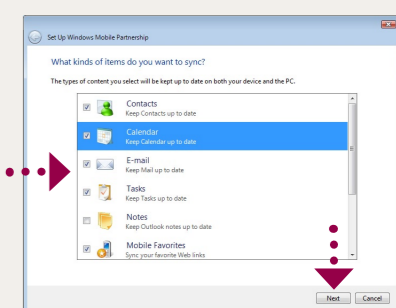 Set Up Windows Mobile Partnership
What kinds of items do you want to sync?
The types of content you select will be kept up to date on both your device and the PC.
Contacts
Keep Contacts up to date
Calendar
Keep Calendar up to date
E-mail
Keep Mail up to date
Tasks
Keep Tasks up to date
Notes
Keep Outlook notes up to date
Mobile Favorites
Sync your favorite Web links
Next Cancel